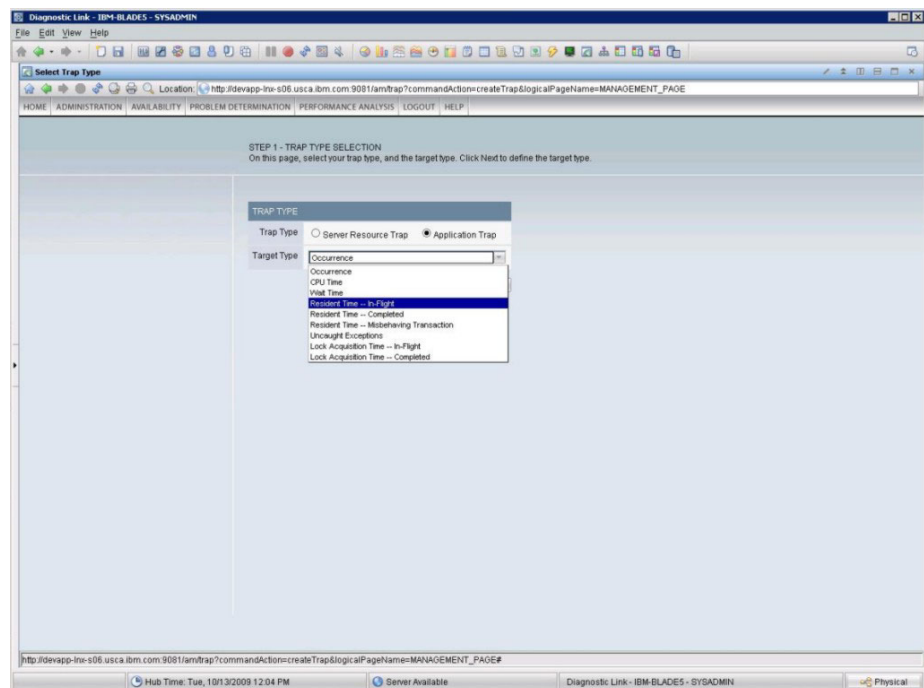 Diagnostic Link - IBM-BLADE5 - SYSADMIN
File Edit View Help
Select Trap Type
Location: http://devapp-lnx-s06.usca.ibm.com:9081/am/trap?commandAction=createTrap&logicalPageName=MANAGEMENT_PAGE
HOME ADMINISTRATION AVAILABILITY PROBLEM DETERMINATION PERFORMANCE ANALYSIS LOGOUT HELP
STEP 1 - TRAP TYPE SELECTION
On this page, select your trap type, and the target type. Click Next to define the target type.
TRAP TYPE
Trap Type Server Resource Trap Application Trap
Target Type Occurrence
Occurrence
CPU Time
Wait Time
Resident Time -- In-Flight
Resident Time -- Completed
Resident Time -- Misbehaving Transaction
Uncaught Exceptions
Lock Acquisition Time -- In-Flight
Lock Acquisition Time -- Completed
http://devapp-lnx-s06.usca.ibm.com:9081/am/trap?commandAction=createTrap&logicalPageName=MANAGEMENT_PAGE#
Hub Time: Tue, 10/13/2009 12:04 PM Server Available Diagnostic Link - IBM-BLADE5 - SYSADMIN Physical